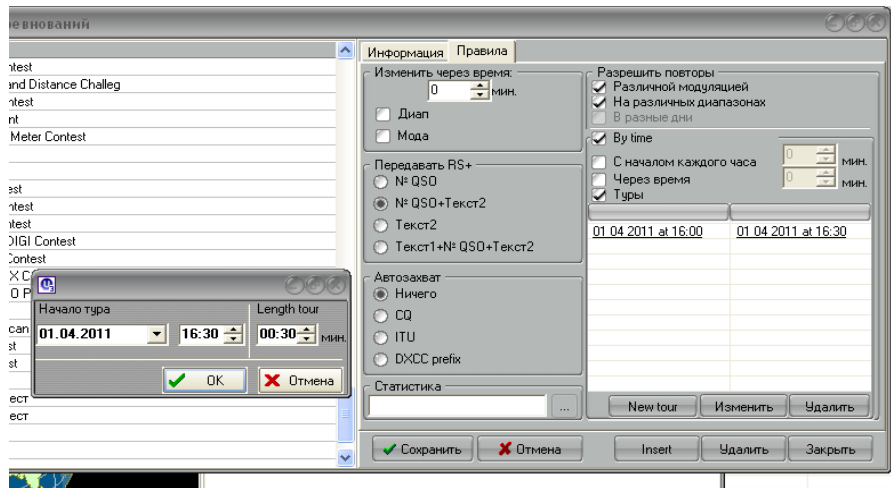 ревнований
Информация
Правила
ntest
and Distance Challeg
ntest
nt
Meter Contest
est
ntest
ntest
DIGI Contest
Contest
X C
O P
can
st
st
ест
ест
Изменить через время:
0 мин.
Диап
Мода
Передавать RS+
№ QSO
№ QSO+Текст2
Текст2
Текст1+№ QSO+Текст2
Автозахват
Ничего
CQ
ITU
DXCC prefix
Статистика
...
Разрешить повторы
Различной модуляцией
На различных диапазонах
В разные дни
By time
С началом каждого часа 0 мин.
Через время 0 мин.
Туры
01 04 2011 at 16:00 01 04 2011 at 16:30
New tour Изменить Удалить
Начало тура Length tour
01.04.2011 16:30 00:30 мин.
OK Отмена
Сохранить Отмена Insert Удалить Закрыть